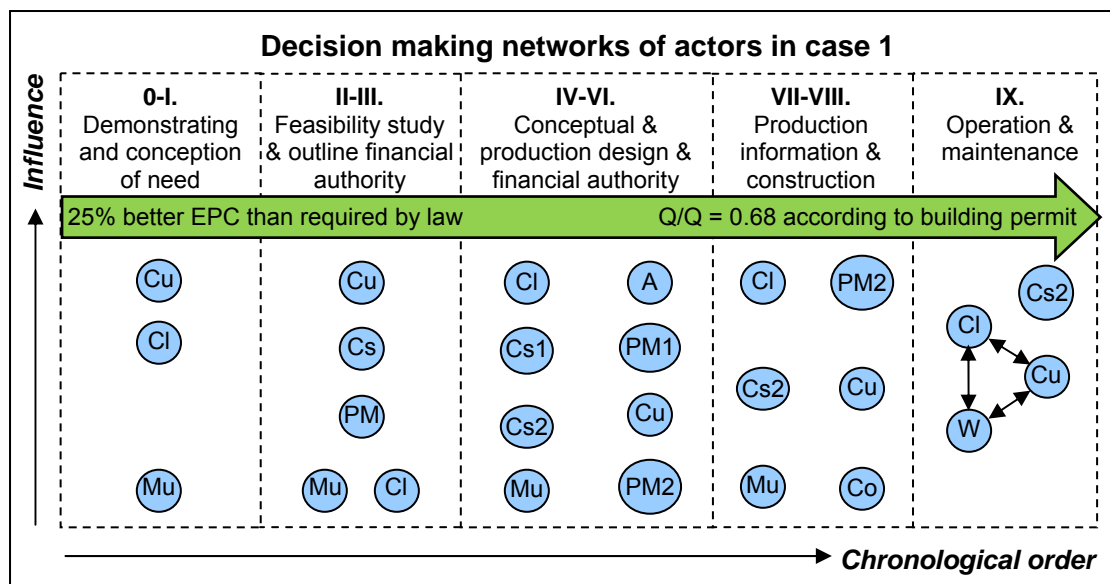 Decision making networks of actors in case 1
Influence
0-I.
Demonstrating
and conception
of need
II-III.
Feasibility study
& outline financial
authority
IV-VI.
Conceptual &
production design &
financial authority
VII-VIII.
Production
information &
construction
IX.
Operation &
maintenance
25% better EPC than required by law
Q/Q = 0.68 according to building permit
Cu
Cl
Mu
Cu
Cs
PM
Mu Cl
Cl A
Cs1 PM1
Cs2 Cu
Mu PM2
Cl PM2
Cs2 Cu
Mu Co
Cs2
Cl
Cu
W
Chronological order